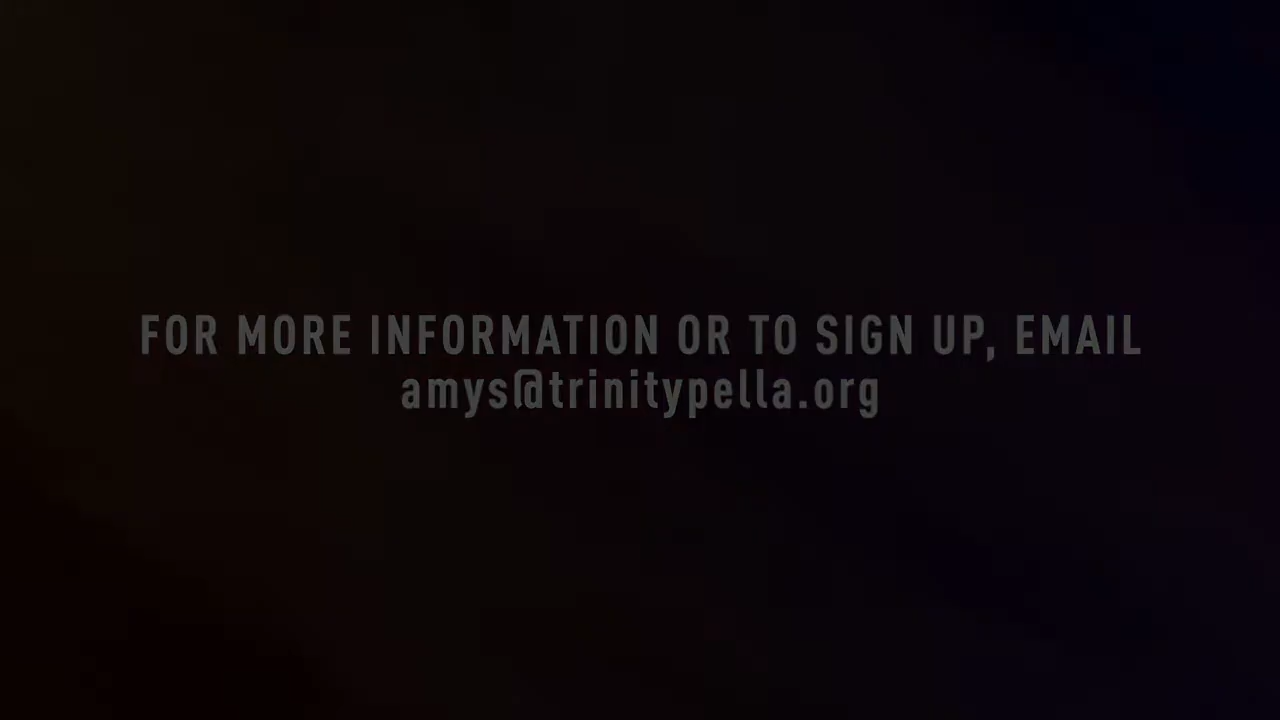 FOR MORE INFORMATION OR TO SIGN UP, EMAIL
amys@trinitypella.org